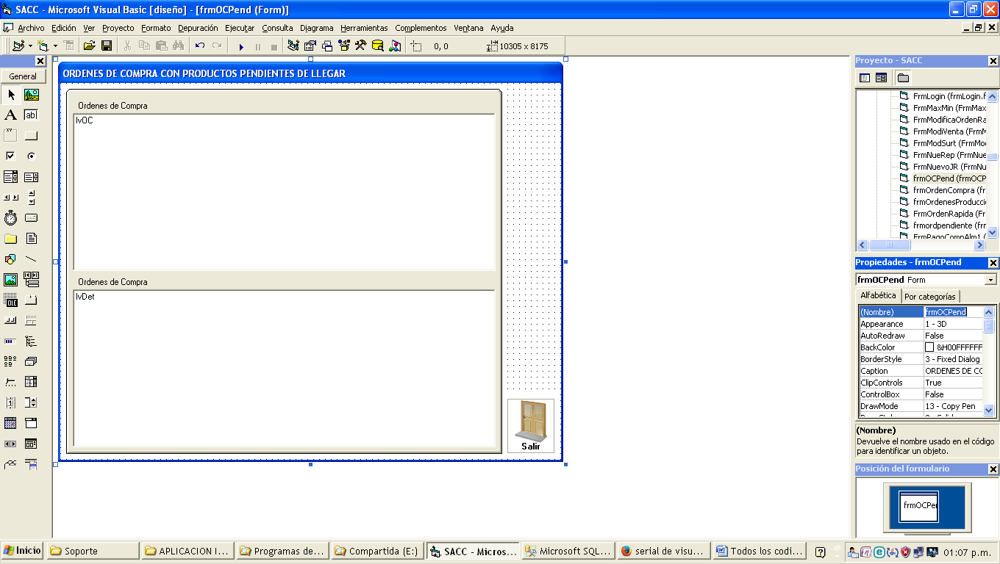 SACC - Microsoft Visual Basic [diseño] - [frmOCPend (Form)]
Archivo Edición Ver Proyecto Formato Depuración Ejecutar Consulta Diagrama Herramientas Complementos Ventana Ayuda
0, 0 10305 x 8175
General
A ab|
xy
OLE
ORDENES DE COMPRA CON PRODUCTOS PENDIENTES DE LLEGAR
Ordenes de Compra
lvOC
Ordenes de Compra
lvDet
Salir
Proyecto - SACC
FrmLogin (frmLogin.f
FrmMaxMin (FrmMax
FrmModificaOrdenRa
FrmModiVenta (FrmM
FrmModSurt (FrmMod
FrmNueRep (FrmNue
FrmNuevoJR (FrmNu
frmOCPend (frmOCP
frmOrdenCompra (fr
frmOrdenesProducci
FrmOrdenRapida (Fr
frmordpendiente (frr
FrmPagoCompAlm1 (
Propiedades - frmOCPend
frmOCPend Form
Alfabética Por categorías
(Nombre) frmOCPend
Appearance 1 - 3D
AutoRedraw False
BackColor &H00FFFFFF
BorderStyle 3 - Fixed Dialog
Caption ORDENES DE CO
ClipControls True
ControlBox False
DrawMode 13 - Copy Pen
(Nombre)
Devuelve el nombre usado en el código
para identificar un objeto.
Posición del formulario
frmOCPen
Inicio Soporte APLICACION I... Programas de... Compartida (E:) SACC - Micros... Microsoft SQL... serial de visu... Todos los codi... 01:07 p.m.